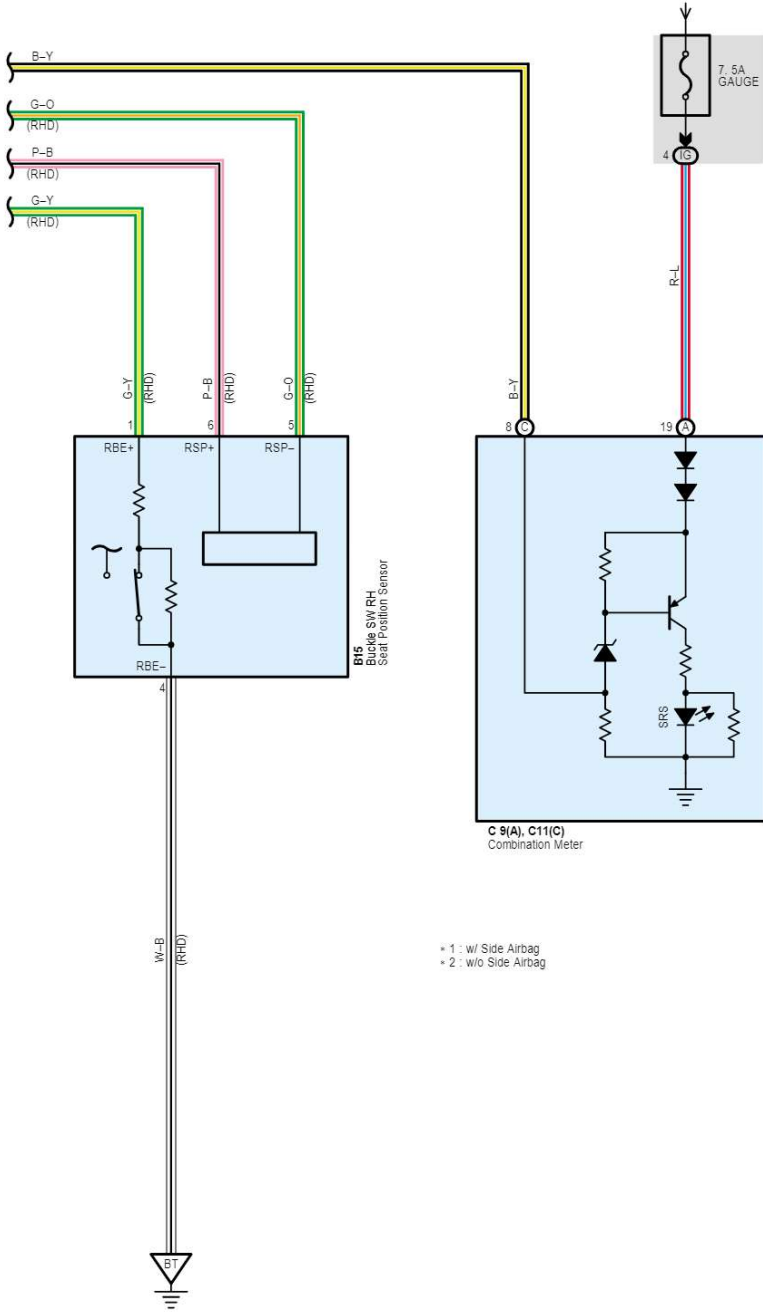 B–Y
7. 5A
GAUGE
G–O
(RHD)
P–B
(RHD)
4 IG
G–Y
(RHD)
R–L
G–Y
(RHD)
P–B
(RHD)
G–O
(RHD)
B–Y
1
6
5
8 C
19 A
RBE+
RSP+
RSP–
B15
Buckle SW RH
Seat Position Sensor
RBE–
4
SRS
C 9(A), C11(C)
Combination Meter
W–B
(RHD)
* 1 : w/ Side Airbag
* 2 : w/o Side Airbag
BT